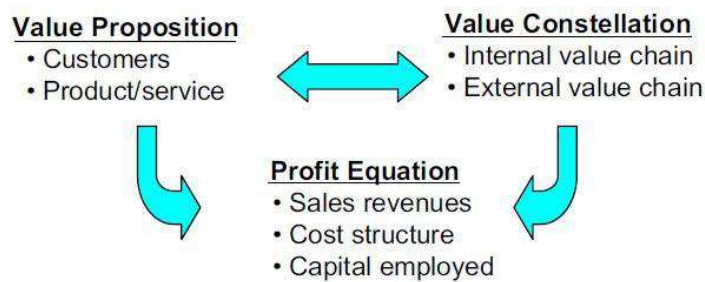 Value Proposition
• Customers
• Product/service
Value Constellation
• Internal value chain
• External value chain
Profit Equation
• Sales revenues
• Cost structure
• Capital employed